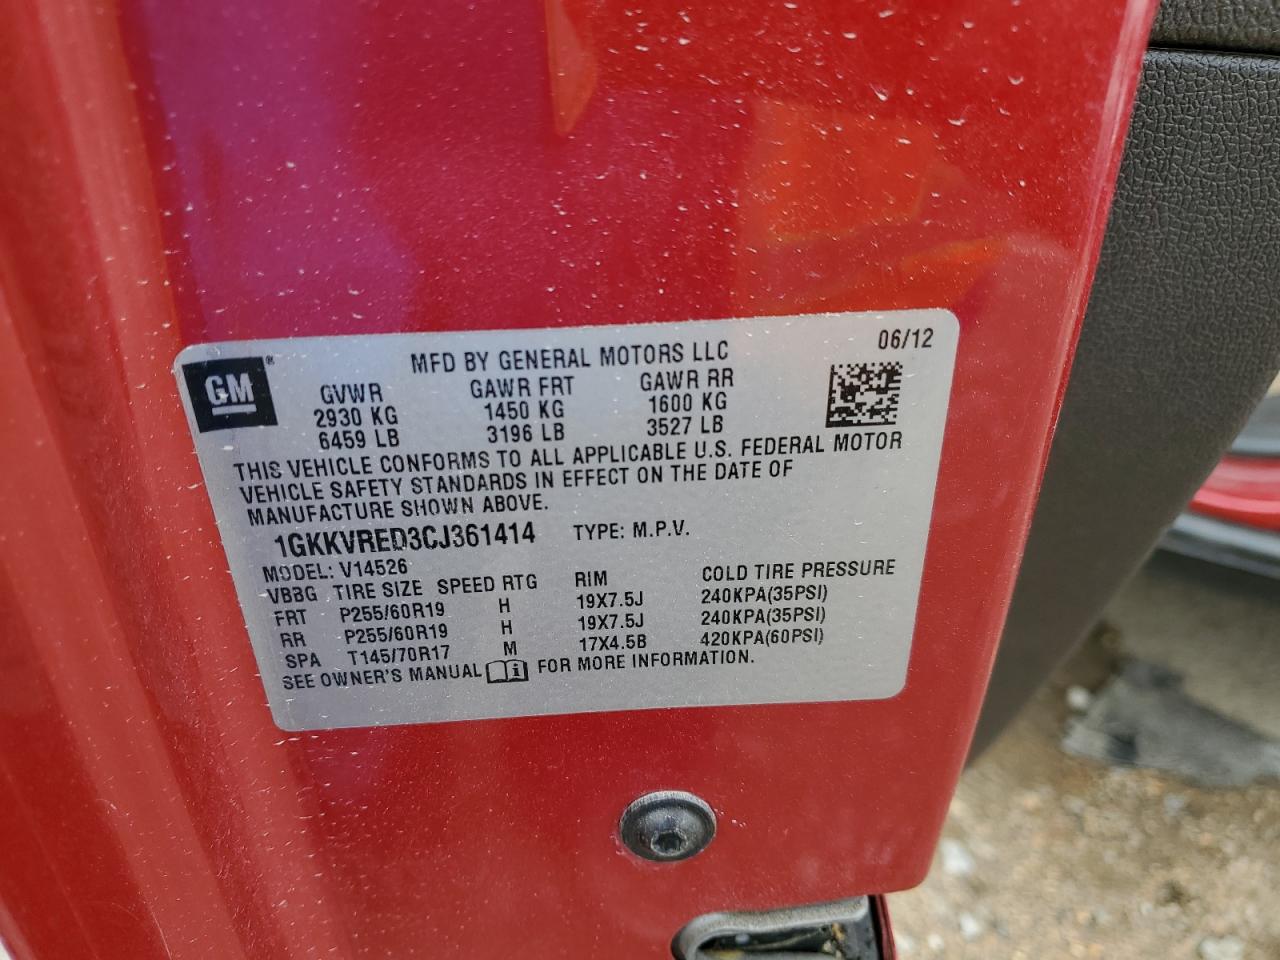 06/12
MFD BY GENERAL MOTORS LLC
GM®
GVWR GAWR FRT GAWR RR
2930 KG 1450 KG 1600 KG
6459 LB 3196 LB 3527 LB
THIS VEHICLE CONFORMS TO ALL APPLICABLE U.S. FEDERAL MOTOR
VEHICLE SAFETY STANDARDS IN EFFECT ON THE DATE OF
MANUFACTURE SHOWN ABOVE.
1GKKVRED3CJ361414 TYPE: M.P.V.
MODEL: V14526
VBBG TIRE SIZE SPEED RTG RIM COLD TIRE PRESSURE
FRT P255/60R19 H 19X7.5J 240KPA(35PSI)
RR P255/60R19 H 19X7.5J 240KPA(35PSI)
SPA T145/70R17 M 17X4.5B 420KPA(60PSI)
SEE OWNER'S MANUAL FOR MORE INFORMATION.